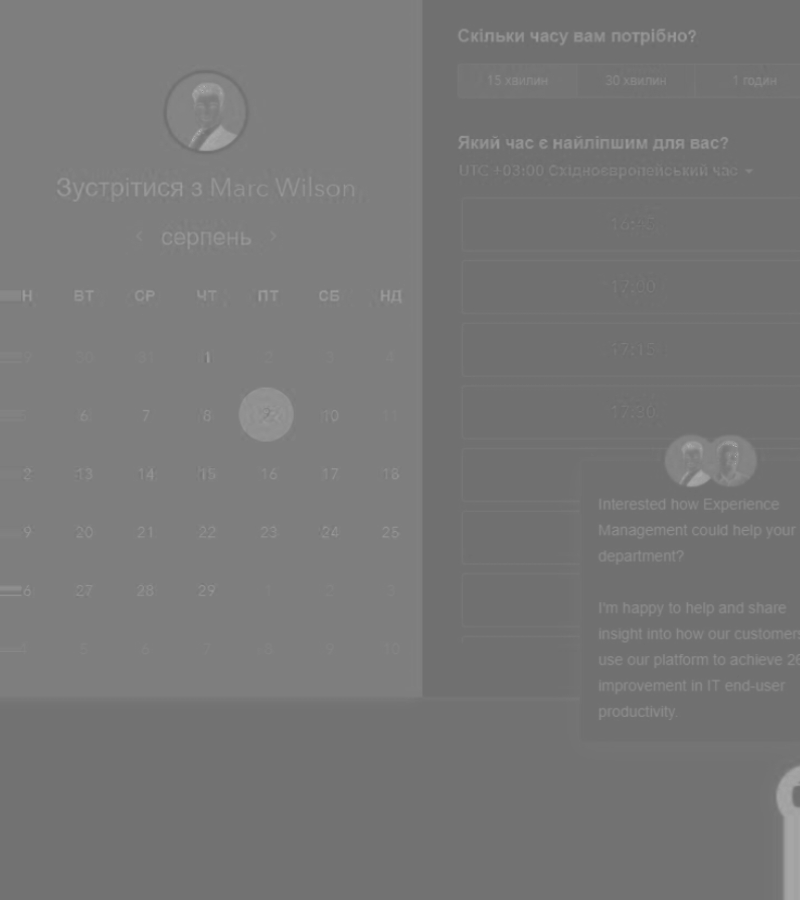 Зустрітися з Marc Wilson
серпень
Н ВТ СР ЧТ ПТ СБ НД
9 30 31 1 2 3 4
6 7 8 10 11
2 13 14 15 16 17 18
9 20 21 22 23 24 25
6 27 28 29 1 2 3
5 6 7 8 9 10
Скільки часу вам потрібно?
15 хвилин 30 хвилин 1 годин
Який час є найліпшим для вас?
UTC +03:00 Східноєвропейський час
16:45
17:00
17:15
17:30
Interested how Experience
Management could help your
department?
I'm happy to help and share
insight into how our customers
use our platform to achieve 26
improvement in IT end-user
productivity.